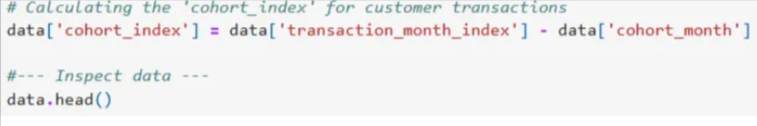 # Calculating the 'cohort_index' for customer transactions
data['cohort_index'] = data['transaction_month_index'] - data['cohort_month']
#--- Inspect data ---
data.head()